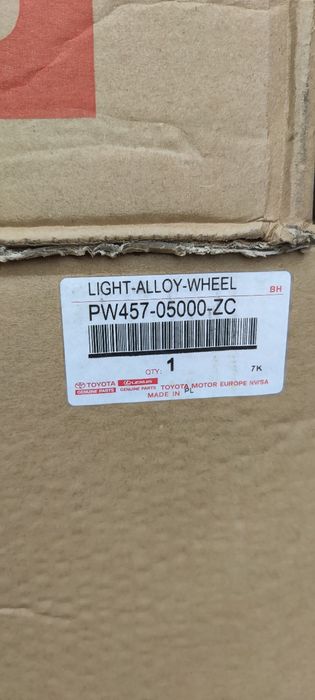 LIGHT-ALLOY-WHEEL BH
PW457-05000-ZC
QTY: 1 7K
TOYOTA LEXUS
GENUINE PARTS GENUINE PARTS TOYOTA MOTOR EUROPE NV/SA
MADE IN PL